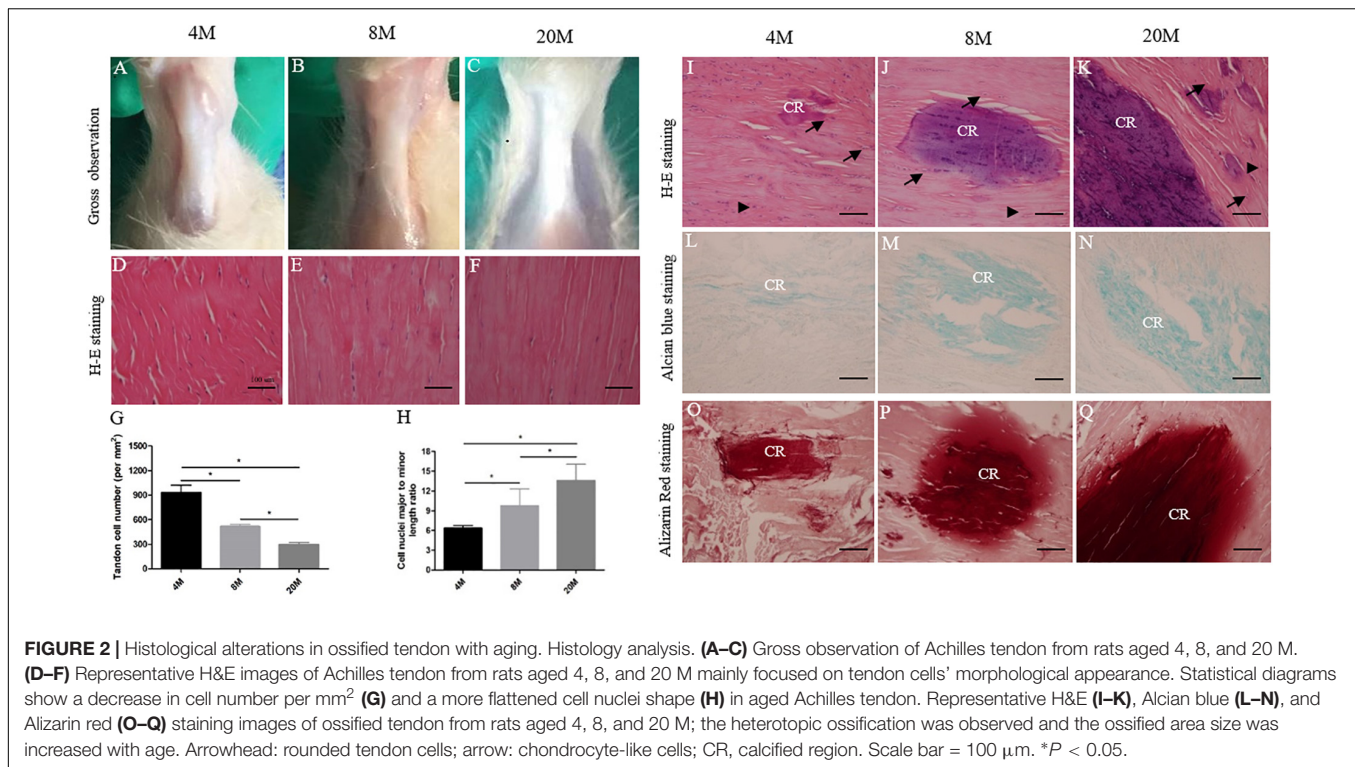 4M 8M 20M
Gross observation
A B C
H-E staining
D E F
100 um
G
Tandon cell number (per mm²)
1200
900
600
300
0
* * *
4M 8M 20M
H
Cell nuclei major to minor
length ratio
18
15
12
9
6
3
0
* * *
4M 8M 20M
4M 8M 20M
H-E staining
I CR J CR K CR
Alcian blue staining
L CR M CR N CR
Alizarin Red staining
O CR P CR Q CR
FIGURE 2 | Histological alterations in ossified tendon with aging. Histology analysis. (A–C) Gross observation of Achilles tendon from rats aged 4, 8, and 20 M.
(D–F) Representative H&E images of Achilles tendon from rats aged 4, 8, and 20 M mainly focused on tendon cells’ morphological appearance. Statistical diagrams
show a decrease in cell number per mm² (G) and a more flattened cell nuclei shape (H) in aged Achilles tendon. Representative H&E (I–K), Alcian blue (L–N), and
Alizarin red (O–Q) staining images of ossified tendon from rats aged 4, 8, and 20 M; the heterotopic ossification was observed and the ossified area size was
increased with age. Arrowhead: rounded tendon cells; arrow: chondrocyte-like cells; CR, calcified region. Scale bar = 100 μm. *P < 0.05.